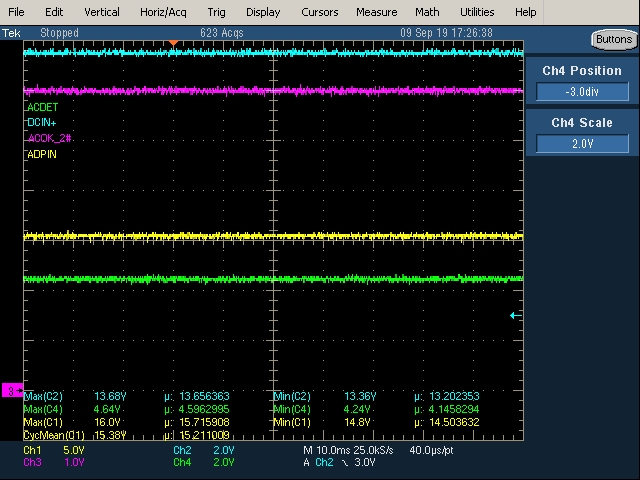 File Edit Vertical Horiz/Acq Trig Display Cursors Measure Math Utilities Help
Tek Stopped 623 Acqs 09 Sep 19 17:26:38 Buttons
Ch4 Position
-3.0div
Ch4 Scale
2.0V
ACDET
DCIN+
ACOK_2#
ADPIN
3
Max(C2) 13.68V µ: 13.656363 Min(C2) 13.36V µ: 13.202353
Max(C4) 4.64V µ: 4.5962995 Min(C4) 4.24V µ: 4.1458294
Max(C1) 16.0V µ: 15.715908 Min(C1) 14.8V µ: 14.503632
CycMean(C1) 15.38V µ: 15.211009
Ch1 5.0V Ch2 2.0V M 10.0ms 25.0kS/s 40.0µs/pt
Ch3 1.0V Ch4 2.0V A Ch2 3.0V